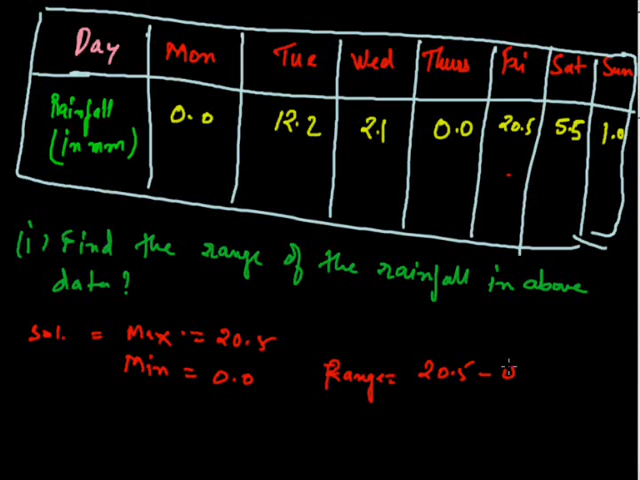 Day Mon Tue Wed Thurs Fri Sat Sun
Rainfall 0.0 12.2 2.1 0.0 20.5 5.5 1.0
(in mm)
(i) Find the range of the rainfall in above
data?
Sol. = Max. = 20.5
Min = 0.0 Range = 20.5 - 0